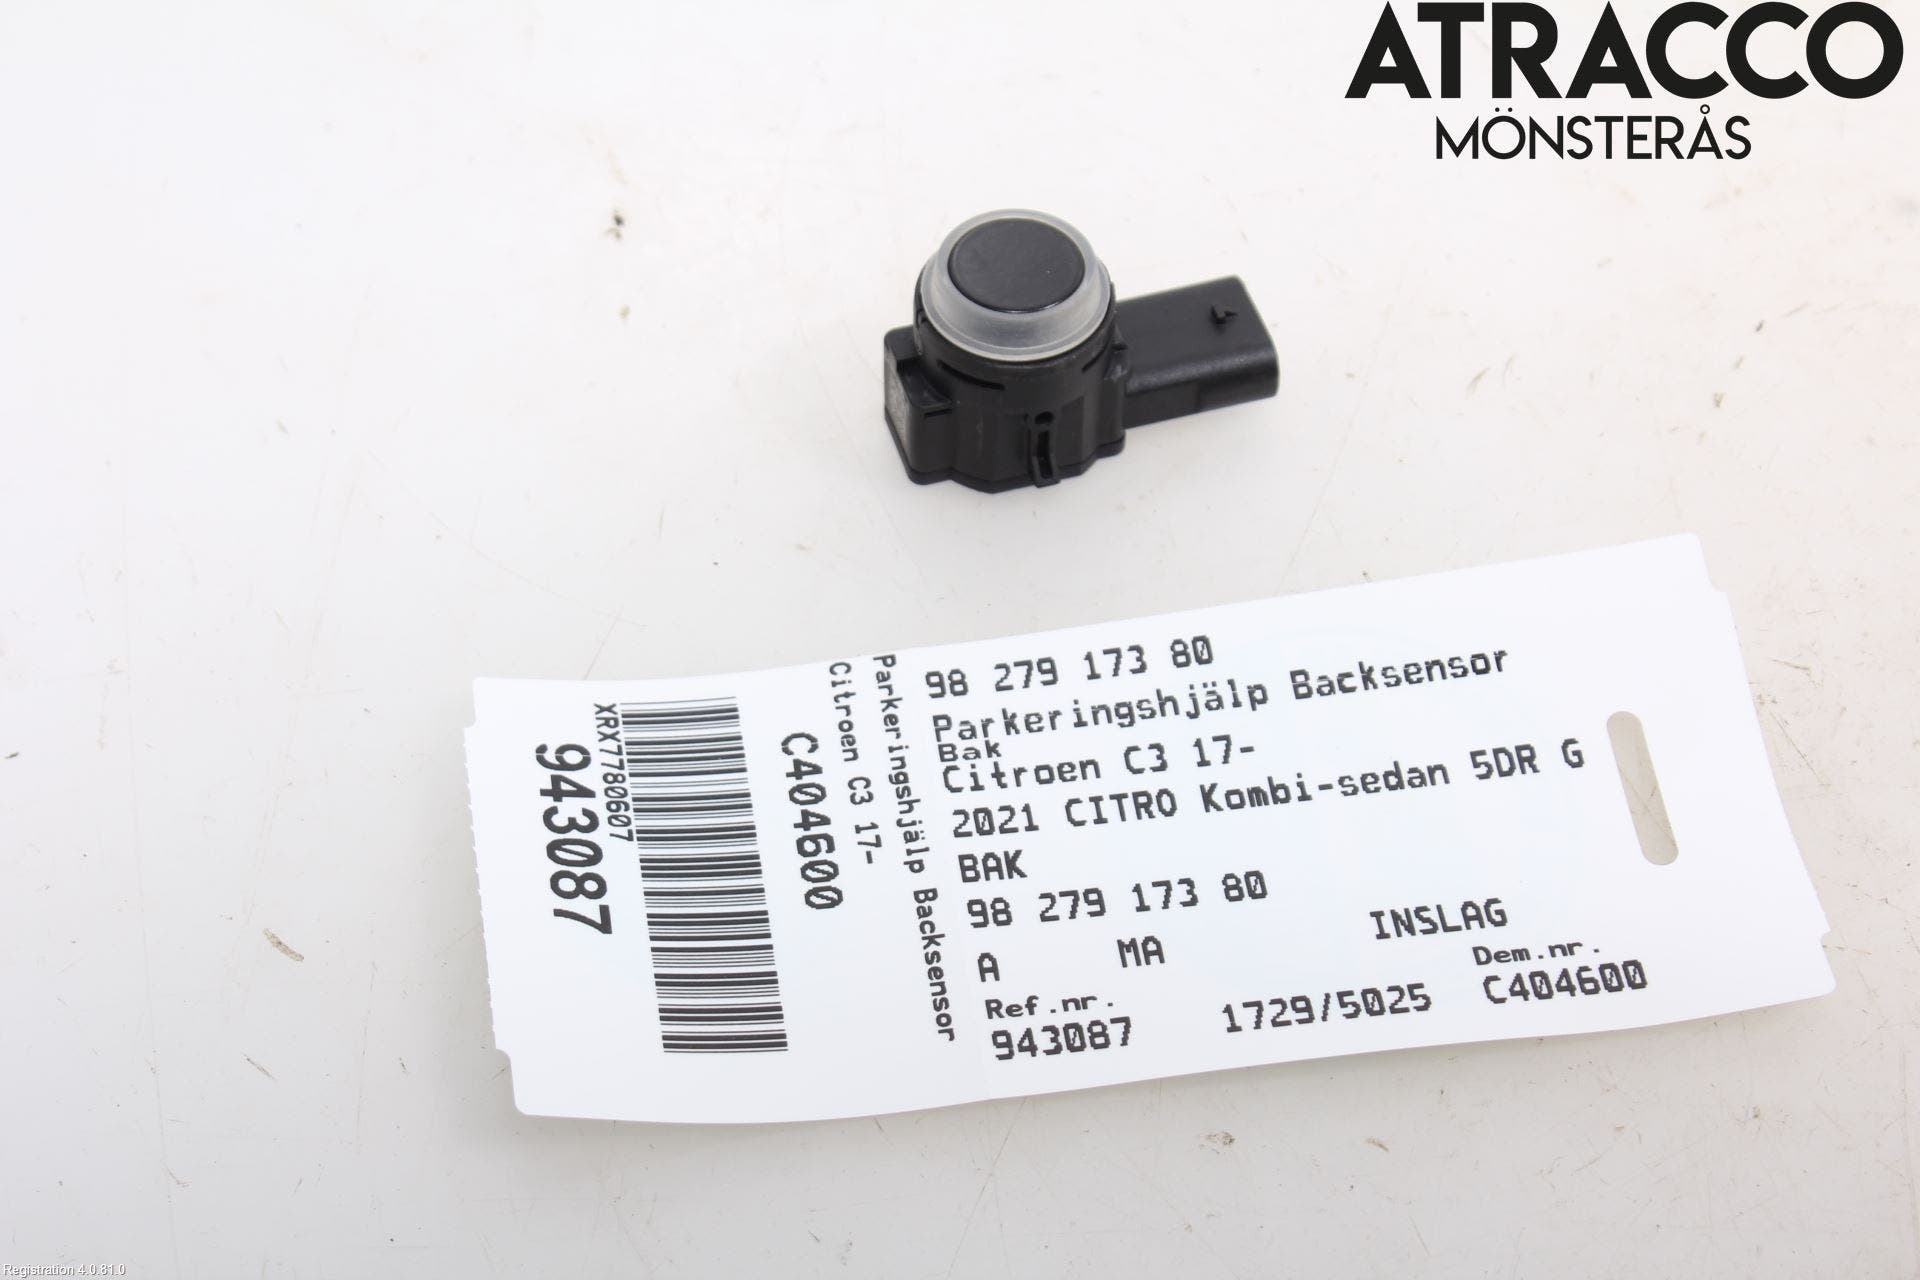 ATRACCO
MÖNSTERÅS
98 279 173 80
Parkeringshjälp Backsensor
Bak
Citroen C3 17-
2021 CITRO Kombi-sedan 5DR G
BAK
98 279 173 80
A MA INSLAG
Ref.nr. Dem.nr.
943087 1729/5025 C404600
Parkeringshjälp Backsensor
Citroen C3 17-
C404600
XRX7780607
943087
Registration 4.0.81.0